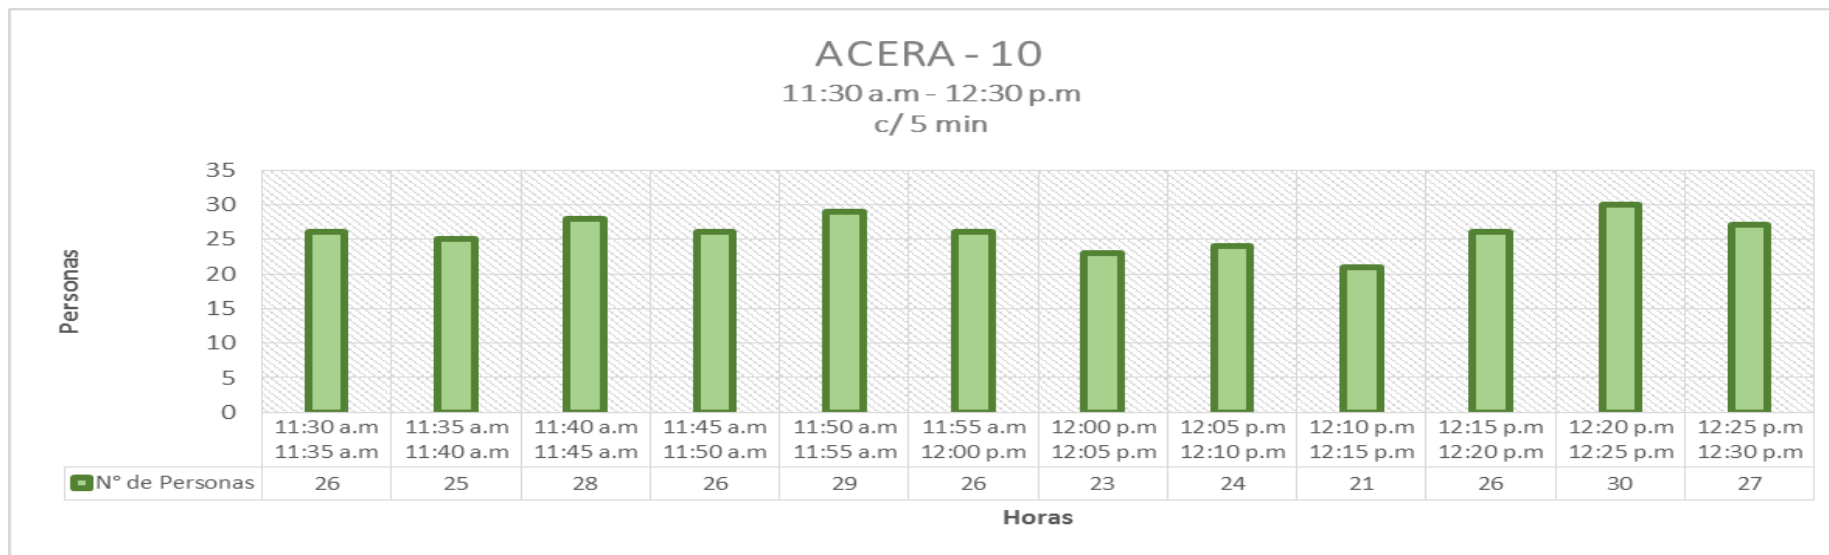 ACERA - 10
11:30 a.m - 12:30 p.m
c/ 5 min
Personas
35
30
25
20
15
10
5
0
11:30 a.m 11:35 a.m 11:40 a.m 11:45 a.m 11:50 a.m 11:55 a.m 12:00 p.m 12:05 p.m 12:10 p.m 12:15 p.m 12:20 p.m 12:25 p.m
11:35 a.m 11:40 a.m 11:45 a.m 11:50 a.m 11:55 a.m 12:00 p.m 12:05 p.m 12:10 p.m 12:15 p.m 12:20 p.m 12:25 p.m 12:30 p.m
N° de Personas 26 25 28 26 29 26 23 24 21 26 30 27
Horas